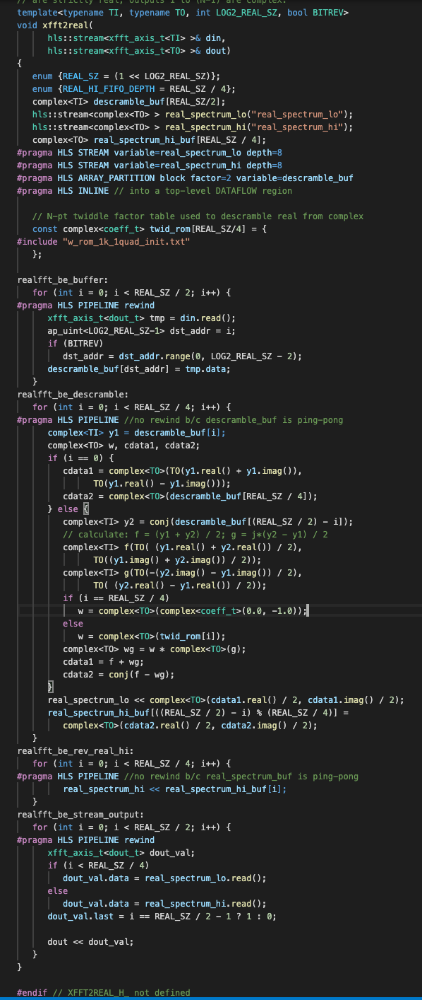 // are strictly real, outputs 1 to (N-1) are complex.
template<typename TI, typename TO, int LOG2_REAL_SZ, bool BITREV>
void xfft2real(
hls::stream<xfft_axis_t<TI> >& din,
hls::stream<xfft_axis_t<TO> >& dout)
{
enum {REAL_SZ = (1 << LOG2_REAL_SZ)};
enum {REAL_HI_FIFO_DEPTH = REAL_SZ / 4};
complex<TI> descramble_buf[REAL_SZ/2];
hls::stream<complex<TO> > real_spectrum_lo("real_spectrum_lo");
hls::stream<complex<TO> > real_spectrum_hi("real_spectrum_hi");
complex<TO> real_spectrum_hi_buf[REAL_SZ / 4];
#pragma HLS STREAM variable=real_spectrum_lo depth=8
#pragma HLS STREAM variable=real_spectrum_hi depth=8
#pragma HLS ARRAY_PARTITION block factor=2 variable=descramble_buf
#pragma HLS INLINE // into a top-level DATAFLOW region
// N-pt twiddle factor table used to descramble real from complex
const complex<coeff_t> twid_rom[REAL_SZ/4] = {
#include "w_rom_1k_1quad_init.txt"
};
realfft_be_buffer:
for (int i = 0; i < REAL_SZ / 2; i++) {
#pragma HLS PIPELINE rewind
xfft_axis_t<dout_t> tmp = din.read();
ap_uint<LOG2_REAL_SZ-1> dst_addr = i;
if (BITREV)
dst_addr = dst_addr.range(0, LOG2_REAL_SZ - 2);
descramble_buf[dst_addr] = tmp.data;
}
realfft_be_descramble:
for (int i = 0; i < REAL_SZ / 4; i++) {
#pragma HLS PIPELINE //no rewind b/c descramble_buf is ping-pong
complex<TI> y1 = descramble_buf[i];
complex<TO> w, cdata1, cdata2;
if (i == 0) {
cdata1 = complex<TO>(TO(y1.real() + y1.imag()),
TO(y1.real() - y1.imag()));
cdata2 = complex<TO>(descramble_buf[REAL_SZ / 4]);
} else {
complex<TI> y2 = conj(descramble_buf[(REAL_SZ / 2) - i]);
// calculate: f = (y1 + y2) / 2; g = j*(y2 - y1) / 2
complex<TI> f(TO( (y1.real() + y2.real()) / 2),
TO((y1.imag() + y2.imag()) / 2));
complex<TI> g(TO(-(y2.imag() - y1.imag()) / 2),
TO( (y2.real() - y1.real()) / 2));
if (i == REAL_SZ / 4)
w = complex<TO>(complex<coeff_t>(0.0, -1.0));
else
w = complex<TO>(twid_rom[i]);
complex<TO> wg = w * complex<TO>(g);
cdata1 = f + wg;
cdata2 = conj(f - wg);
}
real_spectrum_lo << complex<TO>(cdata1.real() / 2, cdata1.imag() / 2);
real_spectrum_hi_buf[((REAL_SZ / 2) - i) % (REAL_SZ / 4)] =
complex<TO>(cdata2.real() / 2, cdata2.imag() / 2);
}
realfft_be_rev_real_hi:
for (int i = 0; i < REAL_SZ / 4; i++) {
#pragma HLS PIPELINE //no rewind b/c real_spectrum_buf is ping-pong
real_spectrum_hi << real_spectrum_hi_buf[i];
}
realfft_be_stream_output:
for (int i = 0; i < REAL_SZ / 2; i++) {
#pragma HLS PIPELINE rewind
xfft_axis_t<dout_t> dout_val;
if (i < REAL_SZ / 4)
dout_val.data = real_spectrum_lo.read();
else
dout_val.data = real_spectrum_hi.read();
dout_val.last = i == REAL_SZ / 2 - 1 ? 1 : 0;
dout << dout_val;
}
}
#endif // XFFT2REAL_H_ not defined